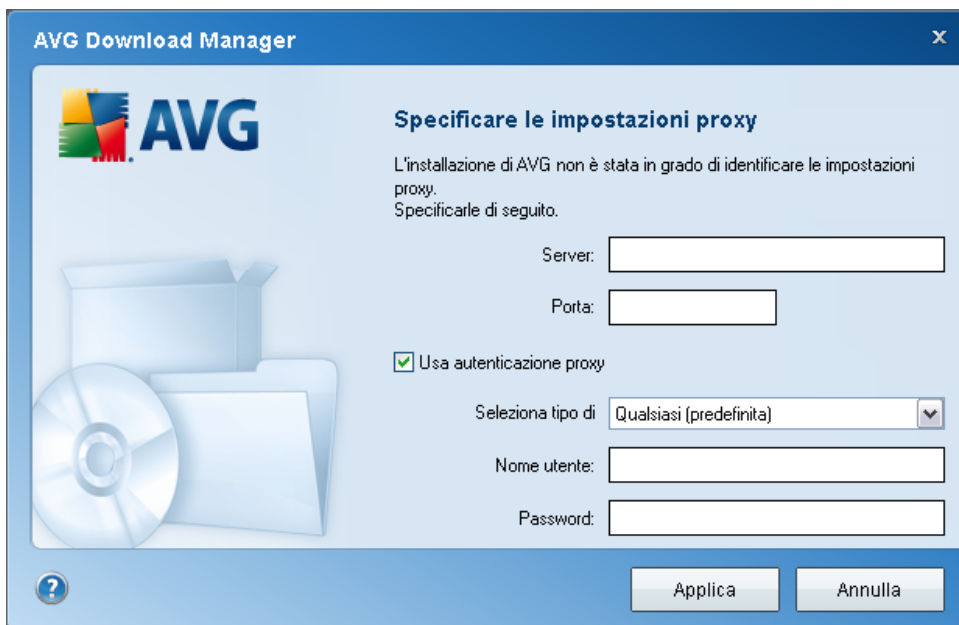 AVG Download Manager
x
AVG
Specificare le impostazioni proxy
L'installazione di AVG non è stata in grado di identificare le impostazioni
proxy.
Specificarle di seguito.
Server:
Porta:
Usa autenticazione proxy
Seleziona tipo di
Qualsiasi (predefinita)
Nome utente:
Password:
?
Applica
Annulla